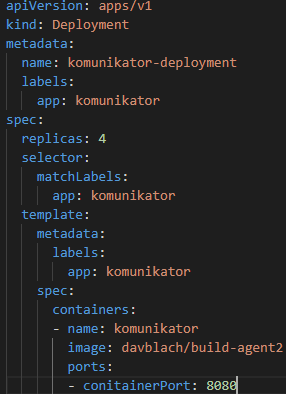 apiVersion: apps/v1
kind: Deployment
metadata:
  name: komunikator-deployment
  labels:
    app: komunikator
spec:
  replicas: 4
  selector:
    matchLabels:
      app: komunikator
  template:
    metadata:
      labels:
        app: komunikator
    spec:
      containers:
      - name: komunikator
        image: davblach/build-agent2
        ports:
        - conitainerPort: 8080